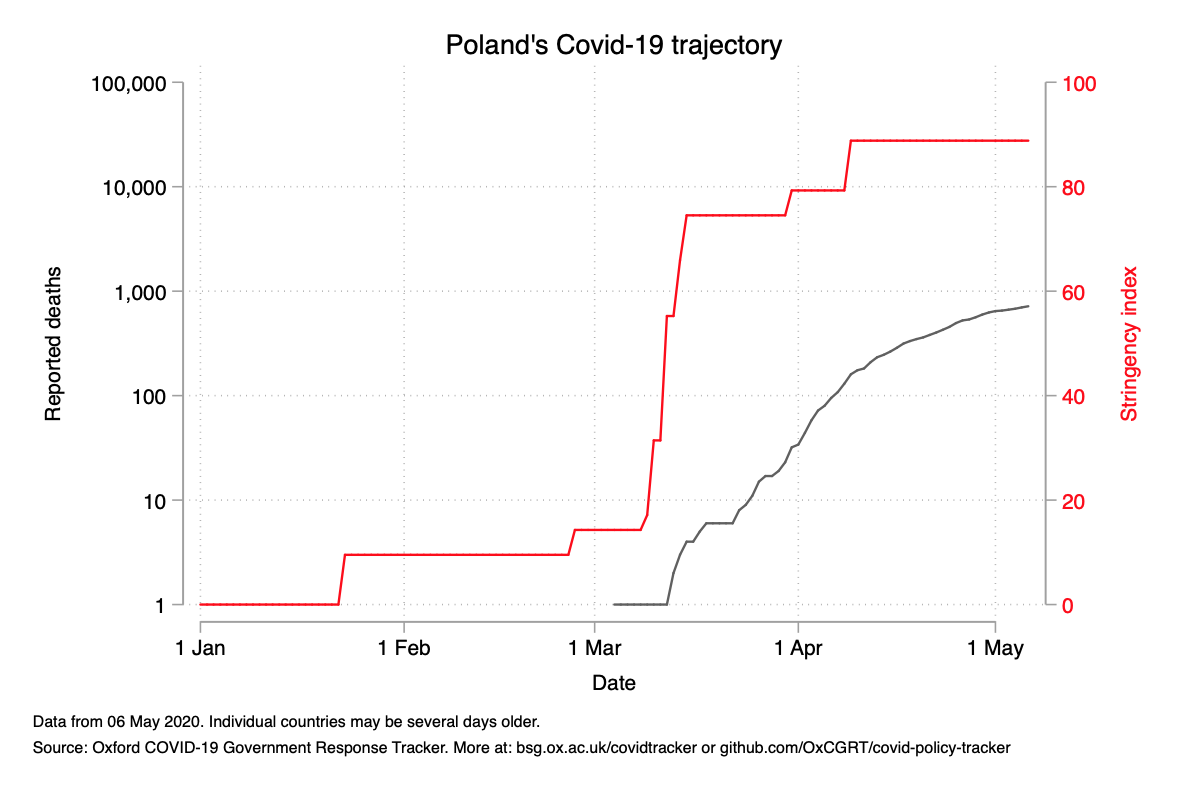 Poland's Covid-19 trajectory
100,000
10,000
1,000
100
10
1
Reported deaths
100
80
60
40
20
0
Stringency index
1 Jan
1 Feb
1 Mar
1 Apr
1 May
Date
Data from 06 May 2020. Individual countries may be several days older.
Source: Oxford COVID-19 Government Response Tracker. More at: bsg.ox.ac.uk/covidtracker or github.com/OxCGRT/covid-policy-tracker